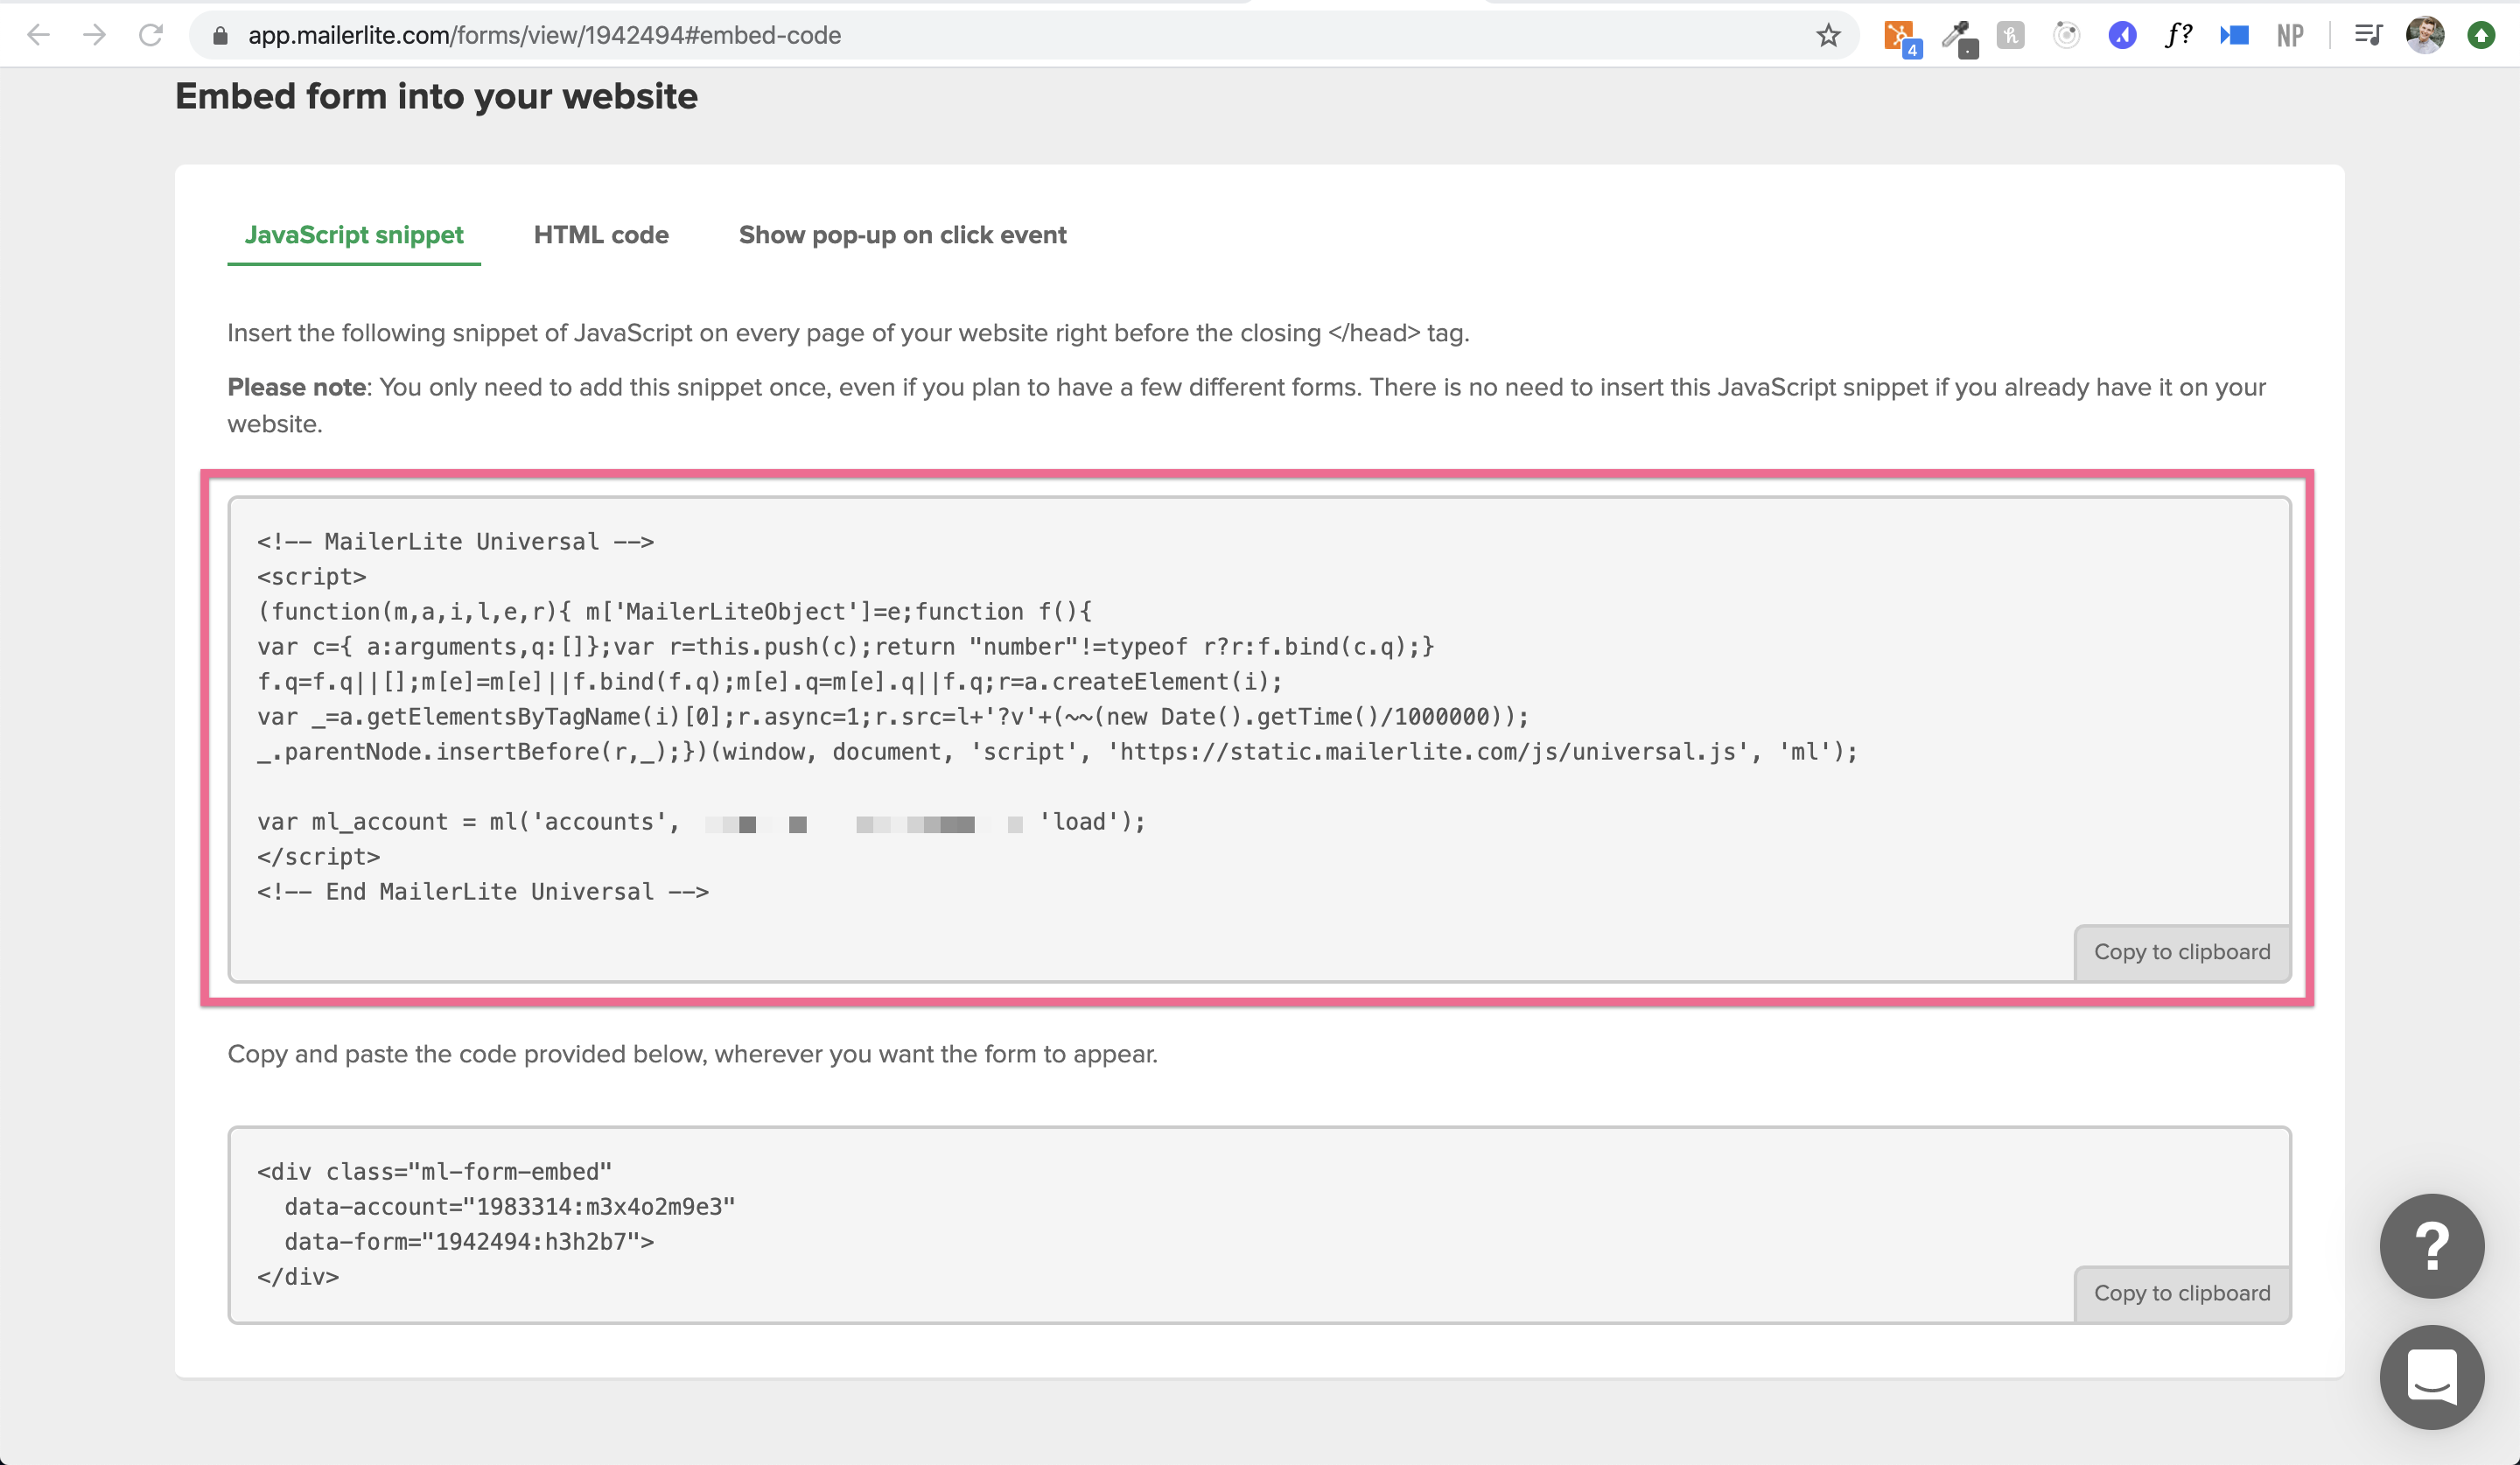 app.mailerlite.com/forms/view/1942494#embed-code
4
f?
NP
Embed form into your website
JavaScript snippet
HTML code
Show pop-up on click event
Insert the following snippet of JavaScript on every page of your website right before the closing </head> tag.
Please note: You only need to add this snippet once, even if you plan to have a few different forms. There is no need to insert this JavaScript snippet if you already have it on your
website.
<!-- MailerLite Universal -->
<script>
(function(m,a,i,l,e,r){ m['MailerLiteObject']=e;function f(){
var c={ a:arguments,q:[]};var r=this.push(c);return "number"!=typeof r?r:f.bind(c.q);}
f.q=f.q||[];m[e]=m[e]||f.bind(f.q);m[e].q=m[e].q||f.q;r=a.createElement(i);
var _=a.getElementsByTagName(i)[0];r.async=1;r.src=l+'?v'+(~~(new Date().getTime()/1000000));
_.parentNode.insertBefore(r,_);})(window, document, 'script', 'https://static.mailerlite.com/js/universal.js', 'ml');
var ml_account = ml('accounts', 'load');
</script>
<!-- End MailerLite Universal -->
Copy to clipboard
Copy and paste the code provided below, wherever you want the form to appear.
<div class="ml-form-embed"
data-account="1983314:m3x4o2m9e3"
data-form="1942494:h3h2b7">
</div>
Copy to clipboard
?